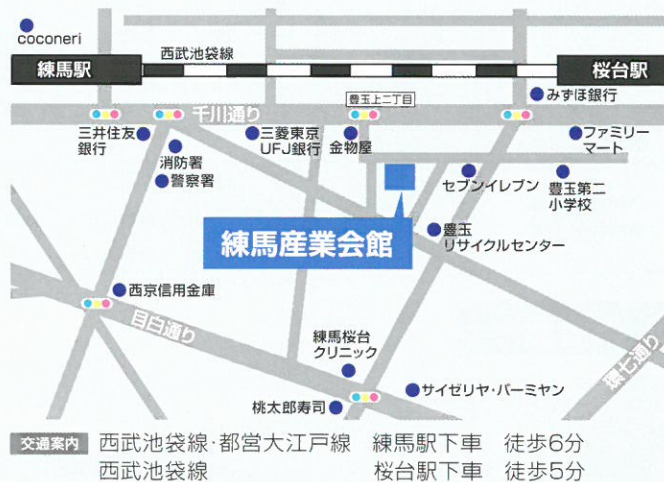 coconeri
西武池袋線
練馬駅
桜台駅
みずほ銀行
豊玉上二丁目
千川通り
三井住友
銀行
消防署
警察署
三菱東京
UFJ銀行
金物屋
ファミリー
マート
セブンイレブン
豊玉第二
小学校
練馬産業会館
豊玉
リサイクルセンター
西京信用金庫
目白通り
練馬桜台
クリニック
環七通り
サイゼリヤ・バーミヤン
桃太郎寿司
交通案内 西武池袋線・都営大江戸線 練馬駅下車 徒歩6分
西武池袋線 桜台駅下車 徒歩5分